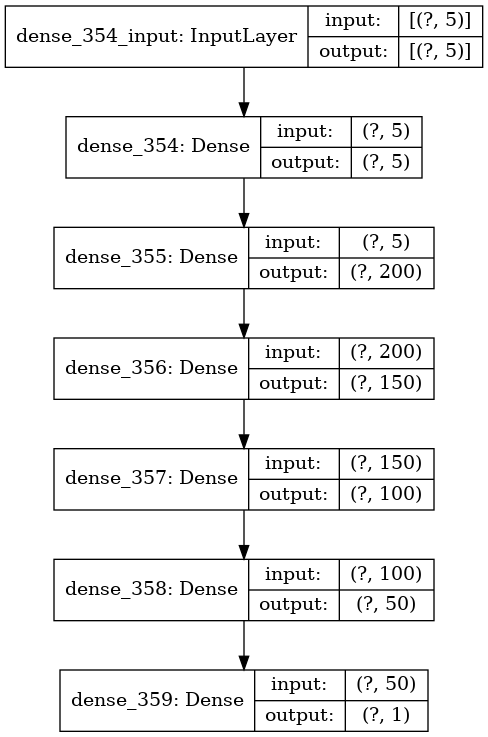 dense_354_input: InputLayer input: [(?, 5)]
output: [(?, 5)]
dense_354: Dense input: (?, 5)
output: (?, 5)
dense_355: Dense input: (?, 5)
output: (?, 200)
dense_356: Dense input: (?, 200)
output: (?, 150)
dense_357: Dense input: (?, 150)
output: (?, 100)
dense_358: Dense input: (?, 100)
output: (?, 50)
dense_359: Dense input: (?, 50)
output: (?, 1)